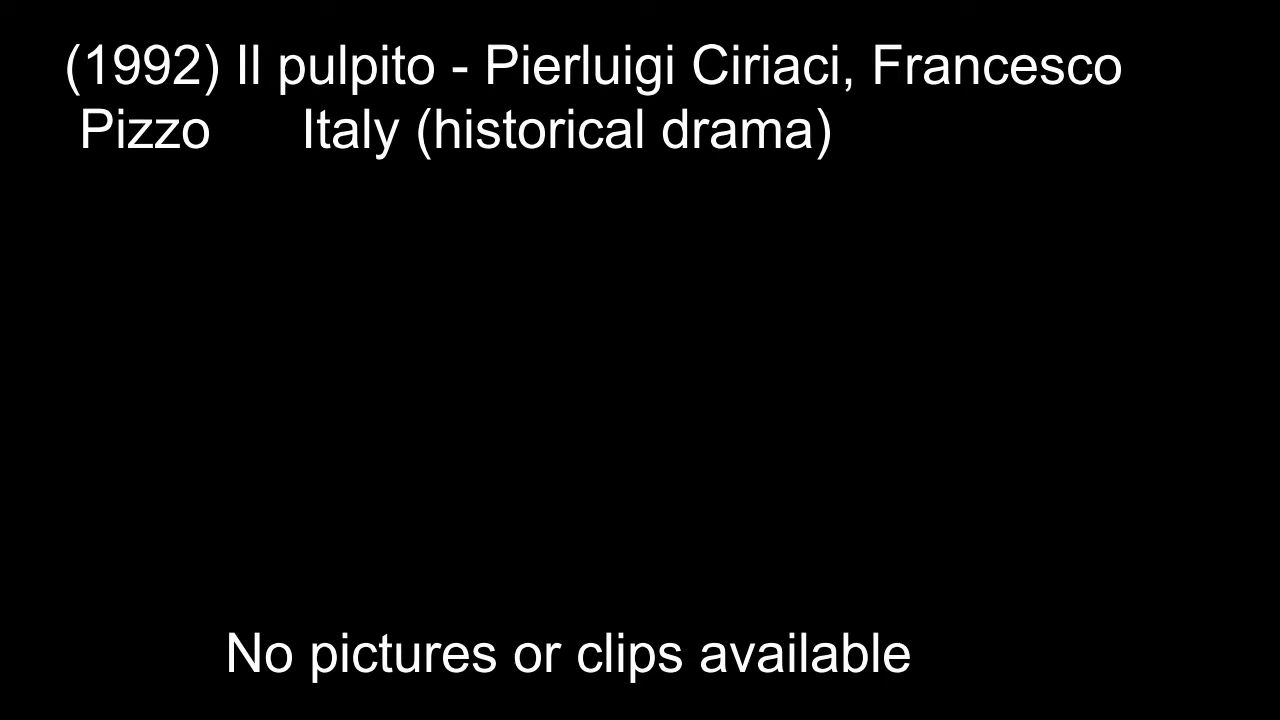 (1992) Il pulpito - Pierluigi Ciriaci, Francesco
Pizzo Italy (historical drama)
No pictures or clips available